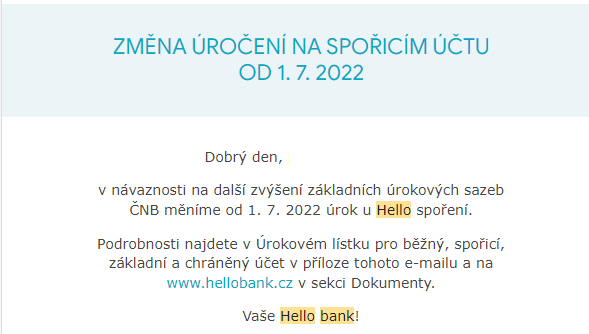 ZMĚNA ÚROČENÍ NA SPOŘICÍM ÚČTU
OD 1. 7. 2022
Dobrý den,
v návaznosti na další zvýšení základních úrokových sazeb
ČNB měníme od 1. 7. 2022 úrok u Hello spoření.
Podrobnosti najdete v Úrokovém lístku pro běžný, spořicí,
základní a chráněný účet v příloze tohoto e-mailu a na
www.hellobank.cz v sekci Dokumenty.
Vaše Hello bank!